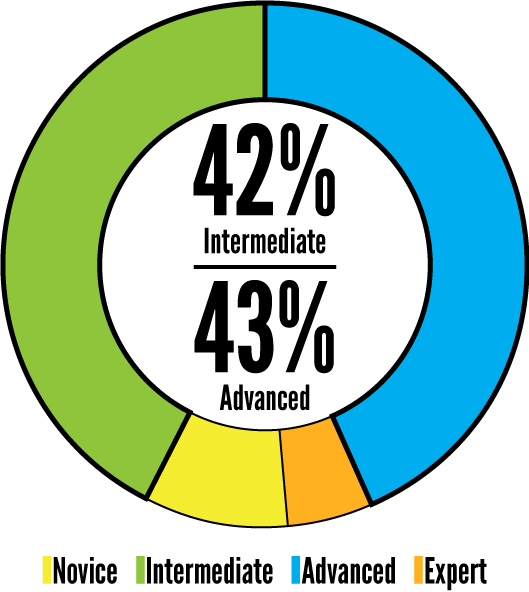 42%
Intermediate
43%
Advanced
Novice Intermediate Advanced Expert